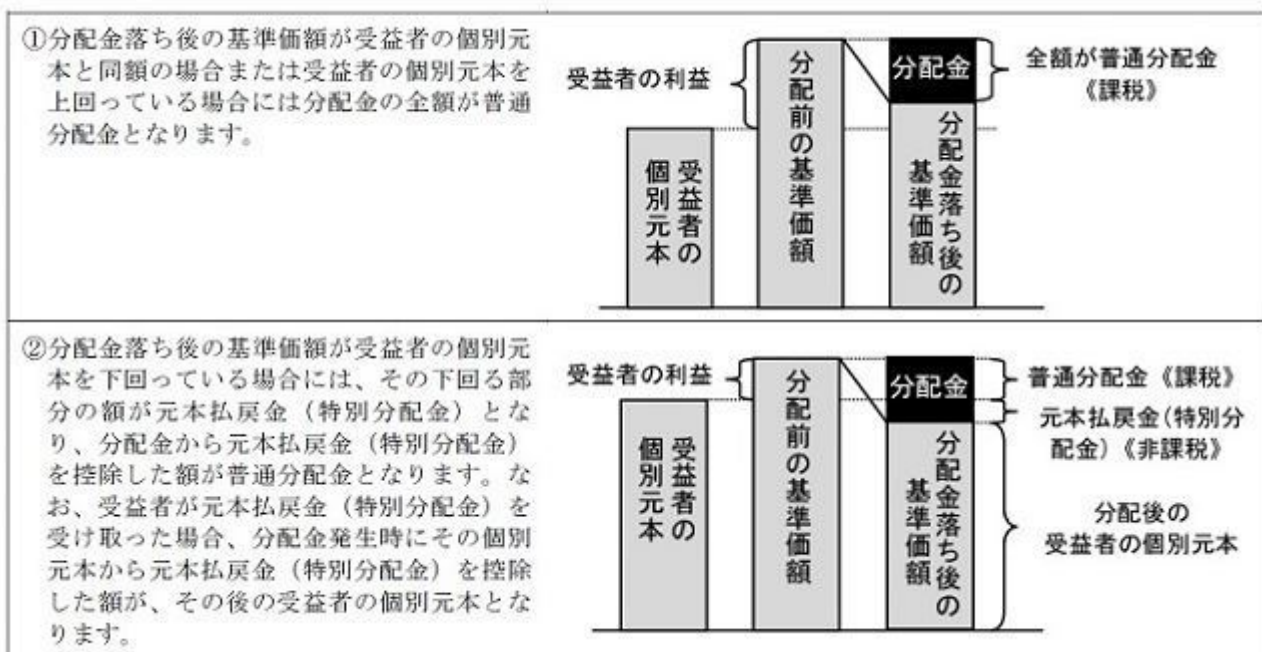 ①分配金落ち後の基準価額が受益者の個別元
本と同額の場合または受益者の個別元本を
上回っている場合には分配金の全額が普通
分配金となります。
受益者の利益
受益者の
個別元本
分配前の基準価額
分配金
分配金落ち後の
基準価額
全額が普通分配金
《課税》
②分配金落ち後の基準価額が受益者の個別元
本を下回っている場合には、その下回る部
分の額が元本払戻金（特別分配金）とな
り、分配金から元本払戻金（特別分配金）
を控除した額が普通分配金となります。な
お、受益者が元本払戻金（特別分配金）を
受け取った場合、分配金発生時にその個別
元本から元本払戻金（特別分配金）を控除
した額が、その後の受益者の個別元本とな
ります。
受益者の利益
受益者の
個別元本
分配前の基準価額
分配金
分配金落ち後の
基準価額
普通分配金《課税》
元本払戻金(特別分
配金)《非課税》
分配後の
受益者の個別元本